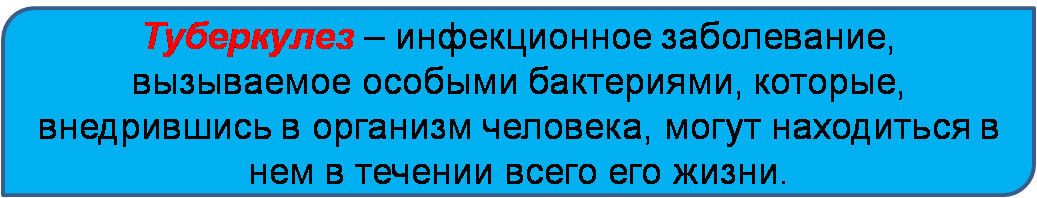 Туберкулез – инфекционное заболевание,
вызываемое особыми бактериями, которые,
внедрившись в организм человека, могут находиться в
нем в течении всего его жизни.